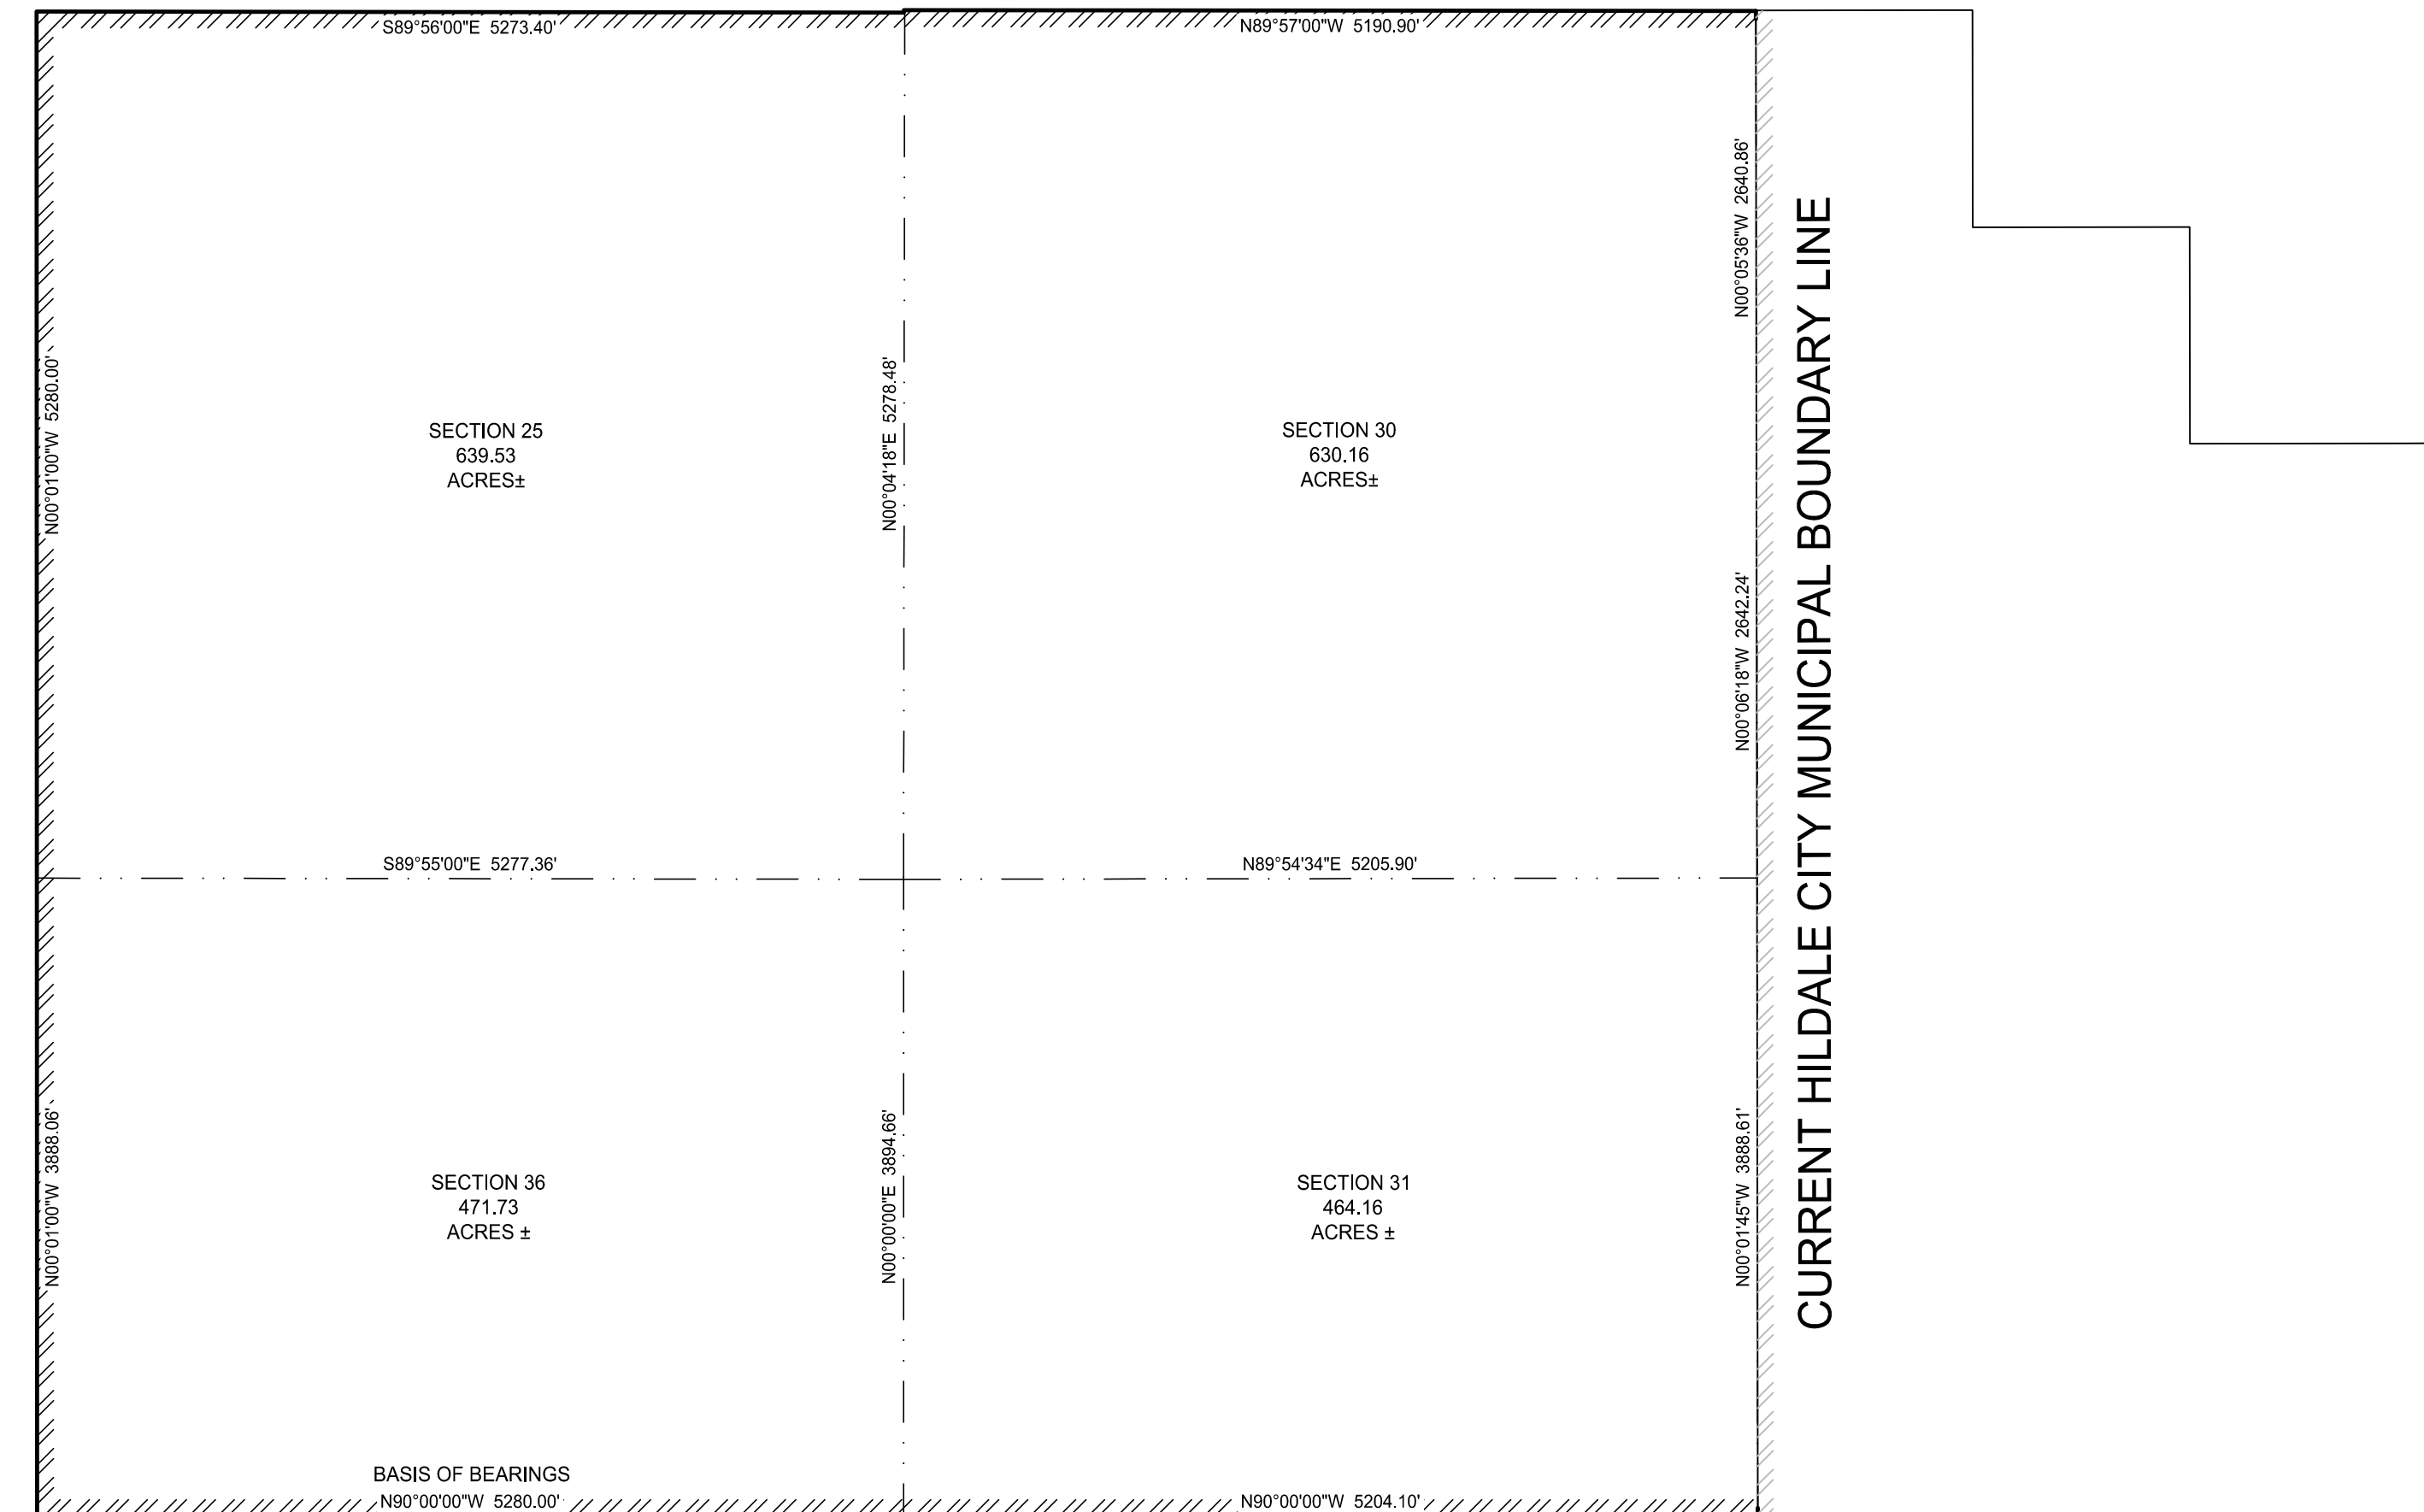 S89°56'00"E 5273.40'
N89°57'00"W 5190.90'
N00°05'36"W 2640.86'
N00°01'00"W 5280.00'
SECTION 25
639.53
ACRES±
N00°04'18"E 5278.48'
SECTION 30
630.16
ACRES±
N00°06'18"W 2642.24'
CURRENT HILDALE CITY MUNICIPAL BOUNDARY LINE
S89°55'00"E 5277.36'
N89°54'34"E 5205.90'
N00°01'00"W 3888.06'
SECTION 36
471.73
ACRES ±
N00°00'00"E 3894.66'
SECTION 31
464.16
ACRES ±
N00°01'45"W 3888.61'
BASIS OF BEARINGS
N90°00'00"W 5280.00'
N90°00'00"W 5204.10'